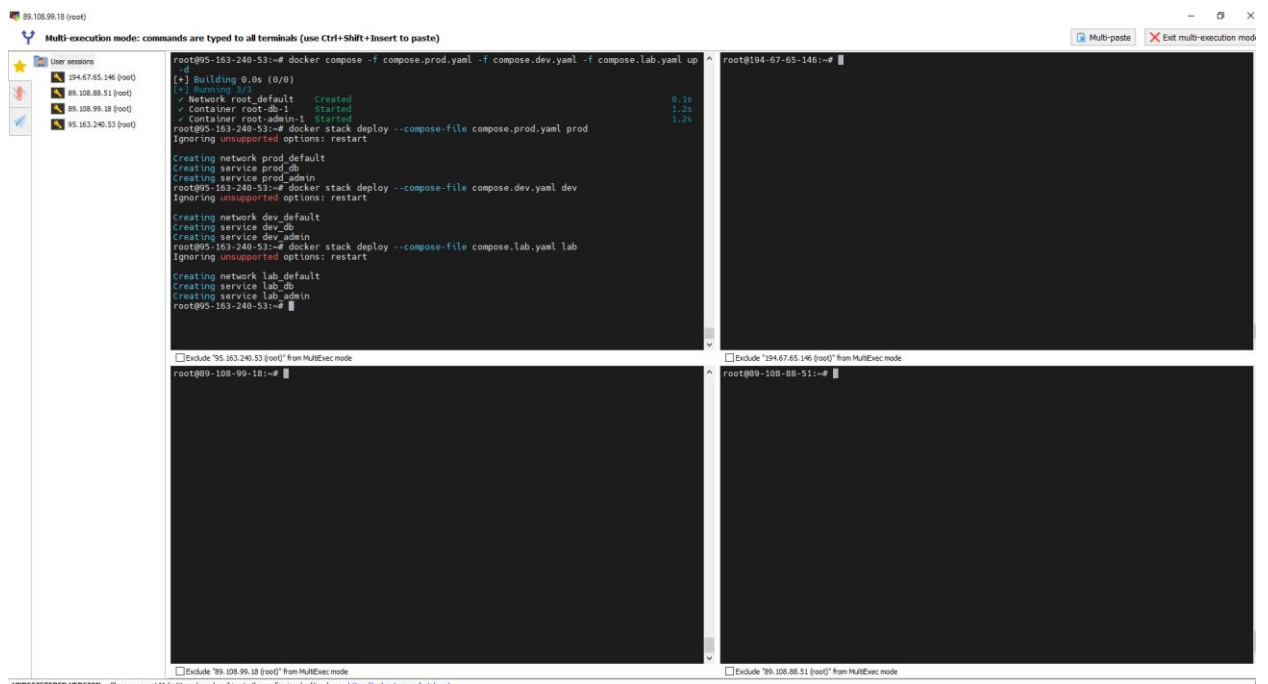 89.108.99.18 (root)
Multi-execution mode: commands are typed to all terminals (use Ctrl+Shift+Insert to paste)
Multi-paste
Exit multi-execution mode
User sessions
194.67.65.146 (root)
89.108.88.51 (root)
89.108.99.18 (root)
95.163.240.53 (root)
root@95-163-240-53:~# docker compose -f compose.prod.yaml -f compose.dev.yaml -f compose.lab.yaml up
-d
[+] Building 0.0s (0/0)
[+] Running 3/3
✓ Network root_default Created 0.1s
✓ Container root-db-1 Started 1.2s
✓ Container root-admin-1 Started 1.2s
root@95-163-240-53:~# docker stack deploy --compose-file compose.prod.yaml prod
Ignoring unsupported options: restart
Creating network prod_default
Creating service prod_db
Creating service prod_admin
root@95-163-240-53:~# docker stack deploy --compose-file compose.dev.yaml dev
Ignoring unsupported options: restart
Creating network dev_default
Creating service dev_db
Creating service dev_admin
root@95-163-240-53:~# docker stack deploy --compose-file compose.lab.yaml lab
Ignoring unsupported options: restart
Creating network lab_default
Creating service lab_db
Creating service lab_admin
root@95-163-240-53:~#
Exclude "95.163.240.53 (root)" from MultiExec mode
root@194-67-65-146:~#
Exclude "194.67.65.146 (root)" from MultiExec mode
root@89-108-99-18:~#
Exclude "89.108.99.18 (root)" from MultiExec mode
root@89-108-88-51:~#
Exclude "89.108.88.51 (root)" from MultiExec mode